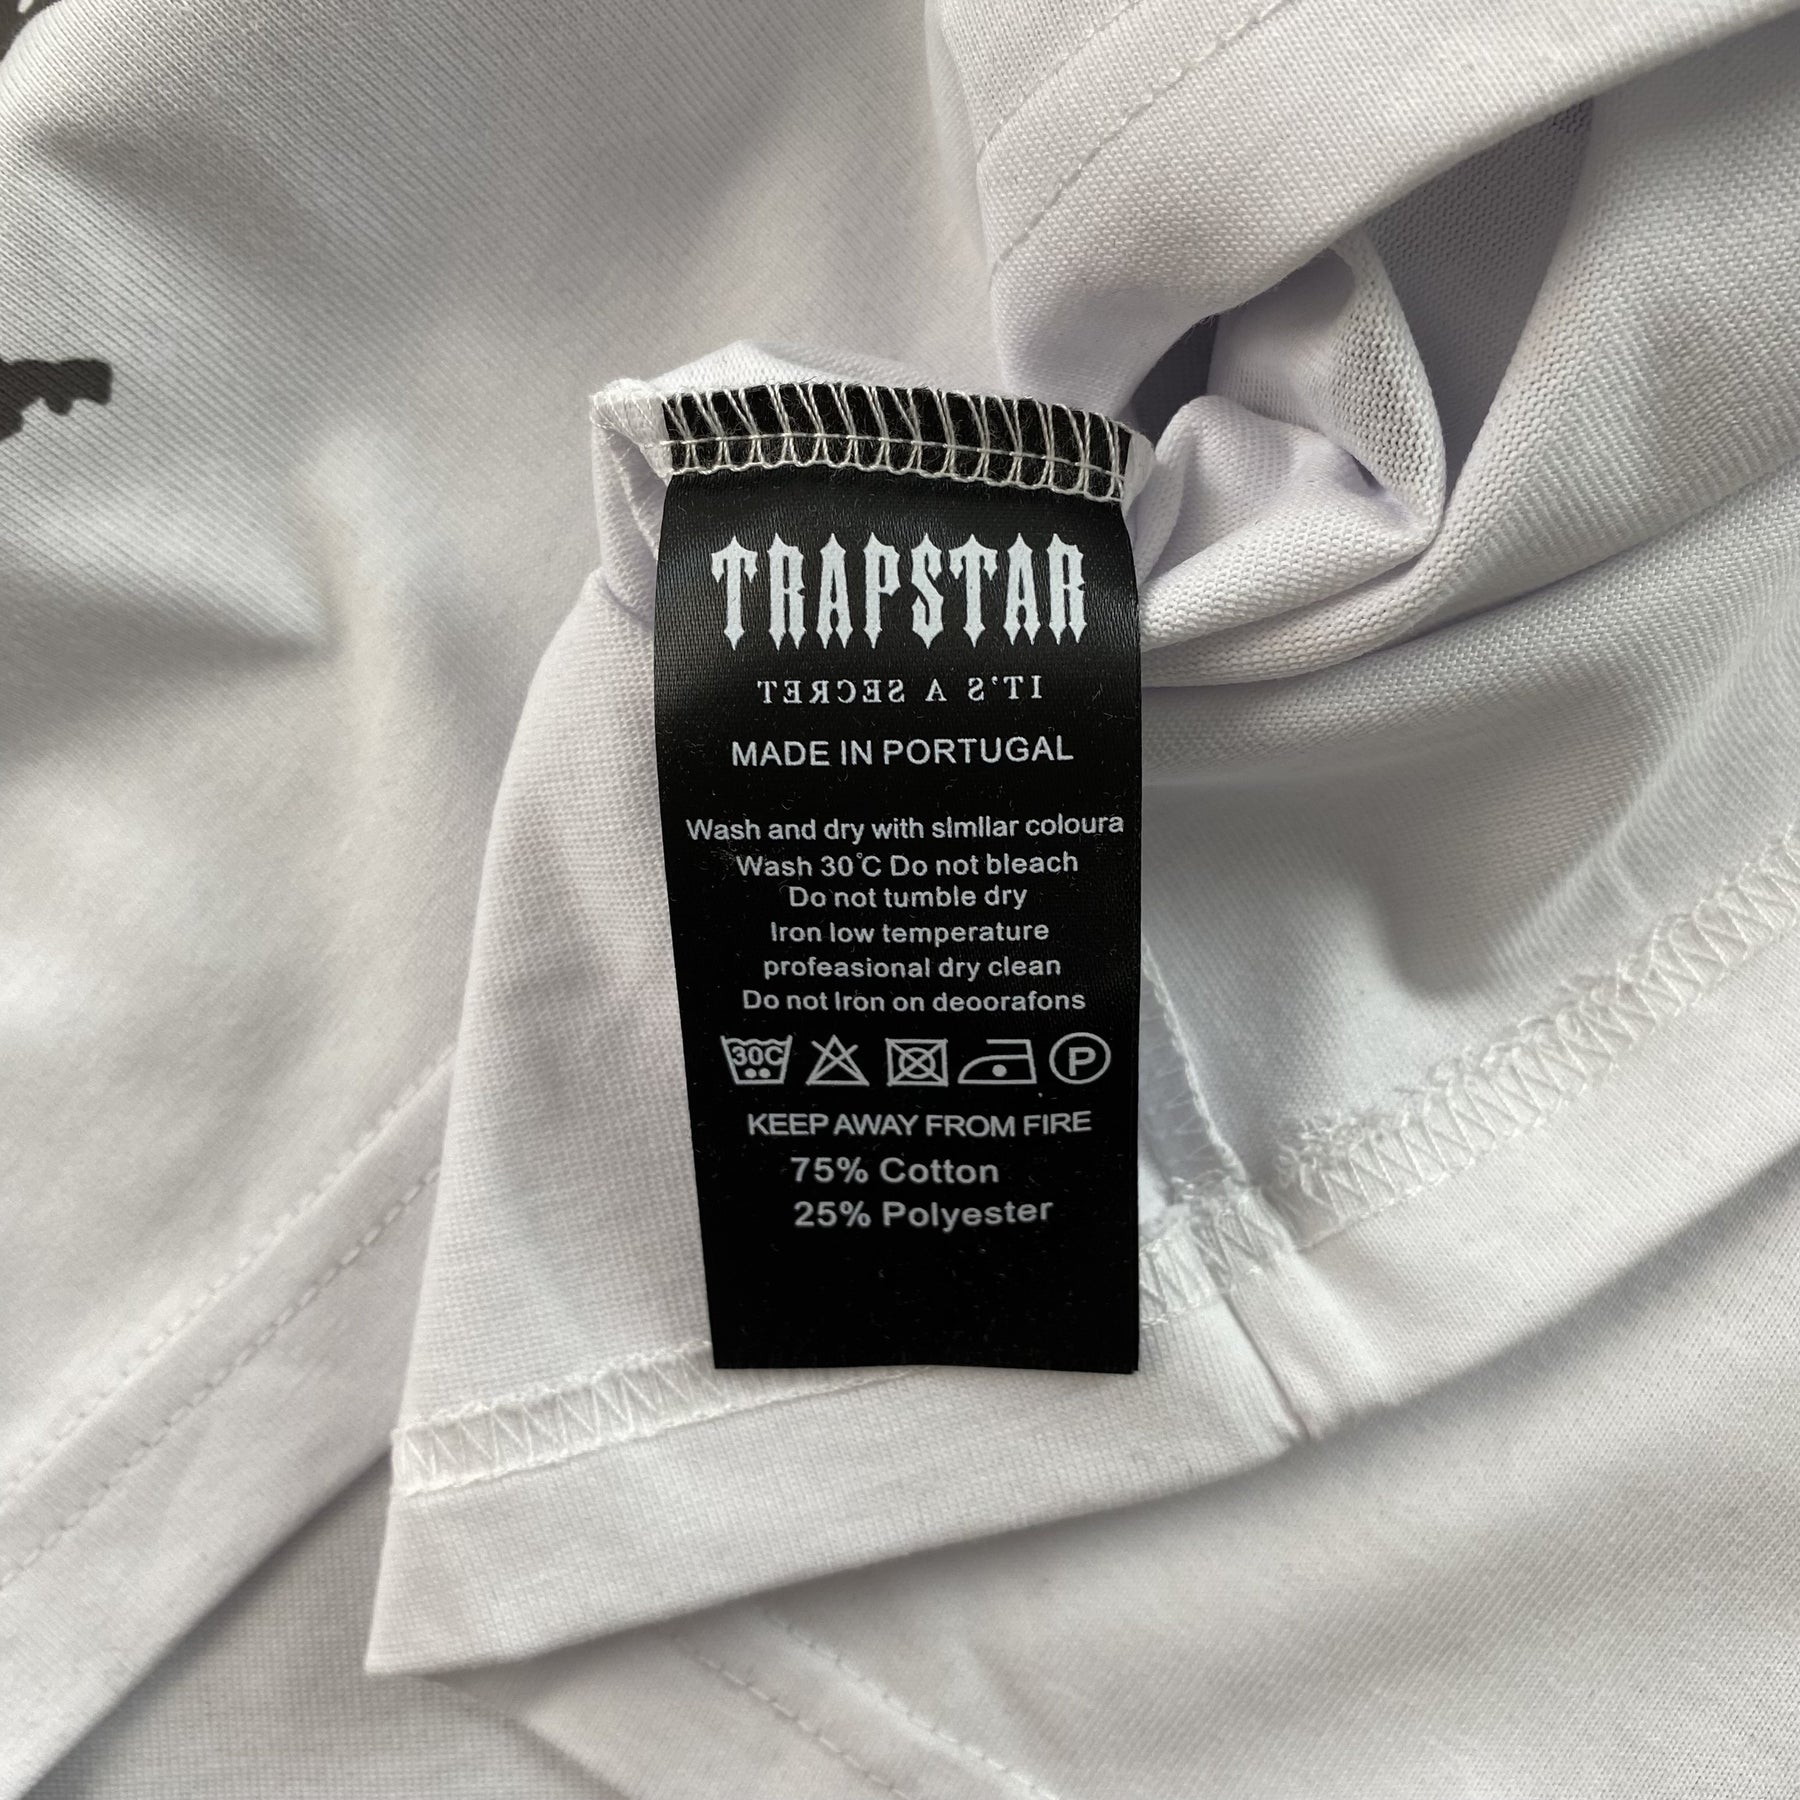 TRAPSTAR
IT'S A SECRET
MADE IN PORTUGAL
Wash and dry with simllar coloura
Wash 30°C Do not bleach
Do not tumble dry
Iron low temperature
profeasional dry clean
Do not lron on deoorafons
30C P
KEEP AWAY FROM FIRE
75% Cotton
25% Polyester